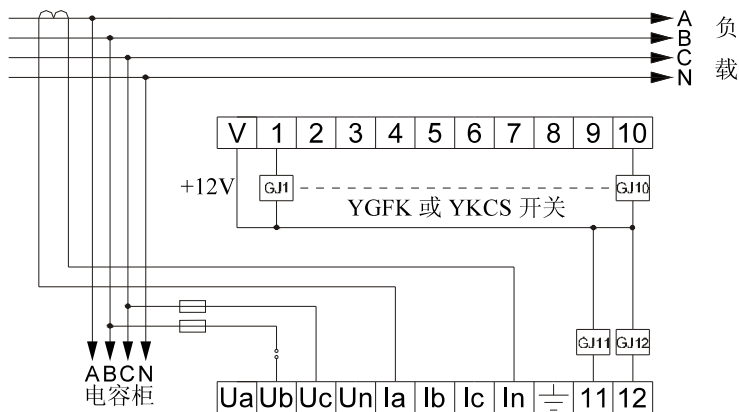 A 负
B
C 载
N
V 1 2 3 4 5 6 7 8 9 10
+12V GJ1 GJ10
YGFK 或 YKCS 开关
GJ11 GJ12
ABCN
电容柜
Ua Ub Uc Un Ia Ib Ic In 11 12